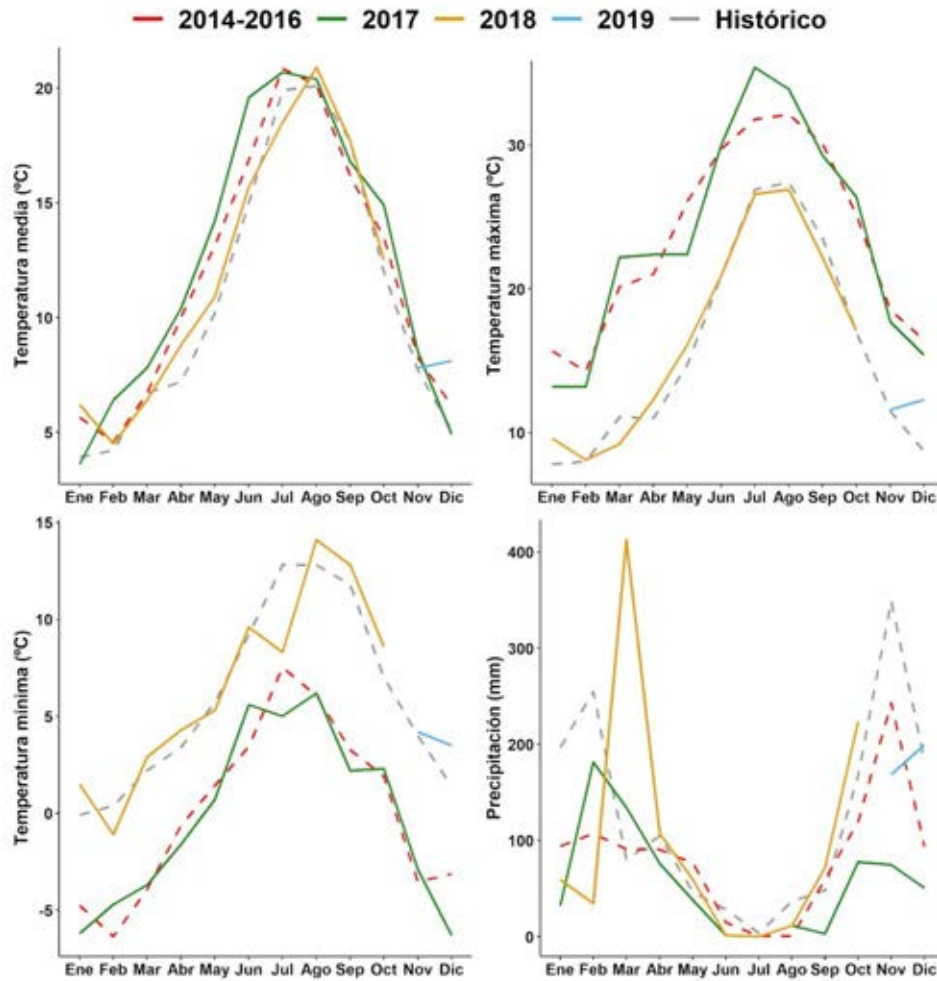 2014-2016 2017 2018 2019 Histórico
Temperatura media (ºC)
20
15
10
5
Ene Feb Mar Abr May Jun Jul Ago Sep Oct Nov Dic
Temperatura máxima (ºC)
30
20
10
Ene Feb Mar Abr May Jun Jul Ago Sep Oct Nov Dic
Temperatura mínima (ºC)
15
10
5
0
-5
Ene Feb Mar Abr May Jun Jul Ago Sep Oct Nov Dic
Precipitación (mm)
400
300
200
100
0
Ene Feb Mar Abr May Jun Jul Ago Sep Oct Nov Dic